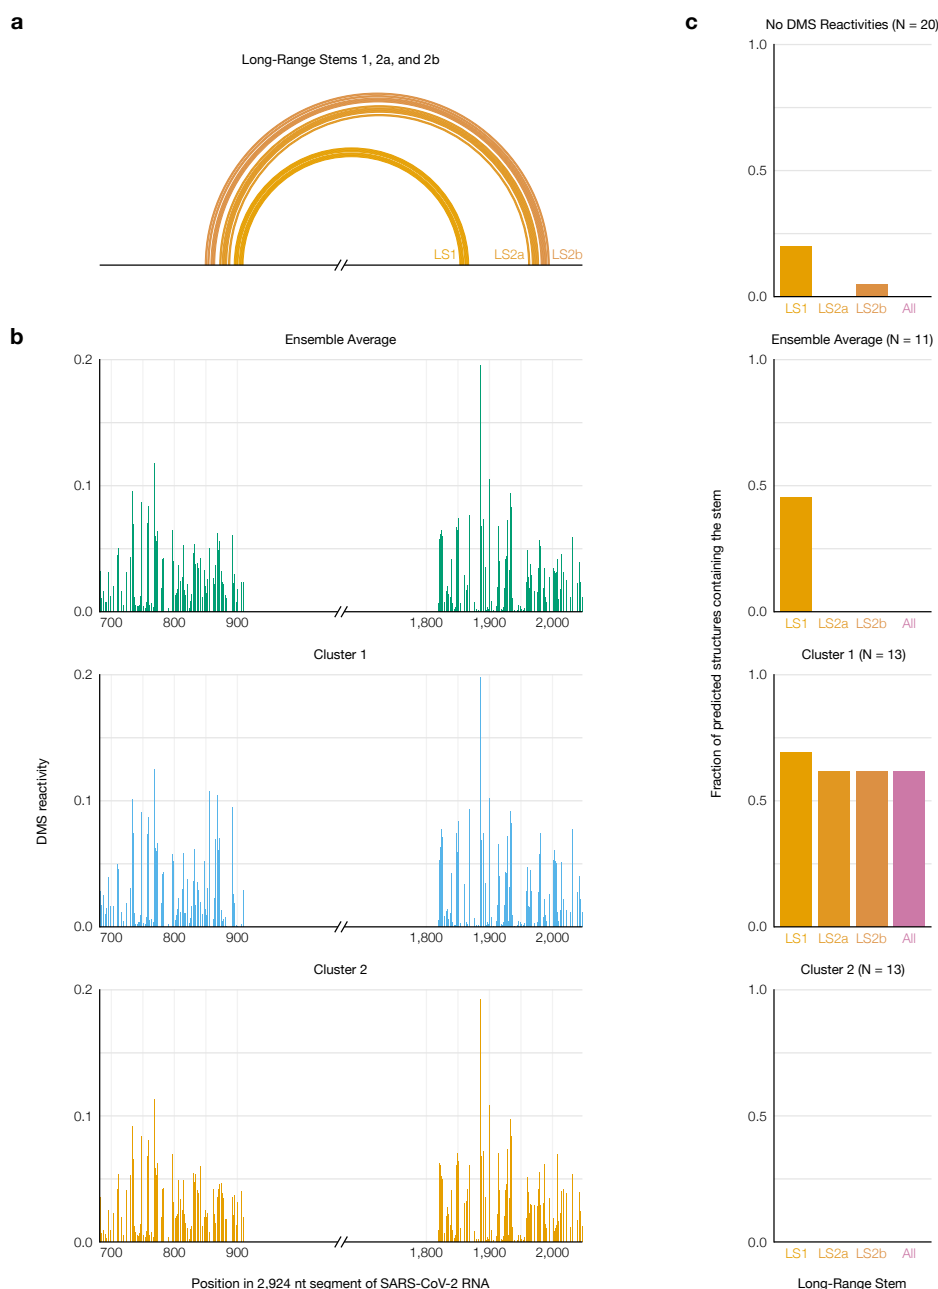 a
Long-Range Stems 1, 2a, and 2b
LS1
LS2a
LS2b
b
Ensemble Average
0.2
0.1
0.0
700
800
900
1,800
1,900
2,000
Cluster 1
0.2
0.1
0.0
700
800
900
1,800
1,900
2,000
Cluster 2
0.2
0.1
0.0
700
800
900
1,800
1,900
2,000
DMS reactivity
Position in 2,924 nt segment of SARS-CoV-2 RNA
c
No DMS Reactivities (N = 20)
1.0
0.5
0.0
LS1
LS2a
LS2b
All
Ensemble Average (N = 11)
1.0
0.5
0.0
LS1
LS2a
LS2b
All
Cluster 1 (N = 13)
1.0
0.5
0.0
LS1
LS2a
LS2b
All
Cluster 2 (N = 13)
1.0
0.5
0.0
LS1
LS2a
LS2b
All
Fraction of predicted structures containing the stem
Long-Range Stem